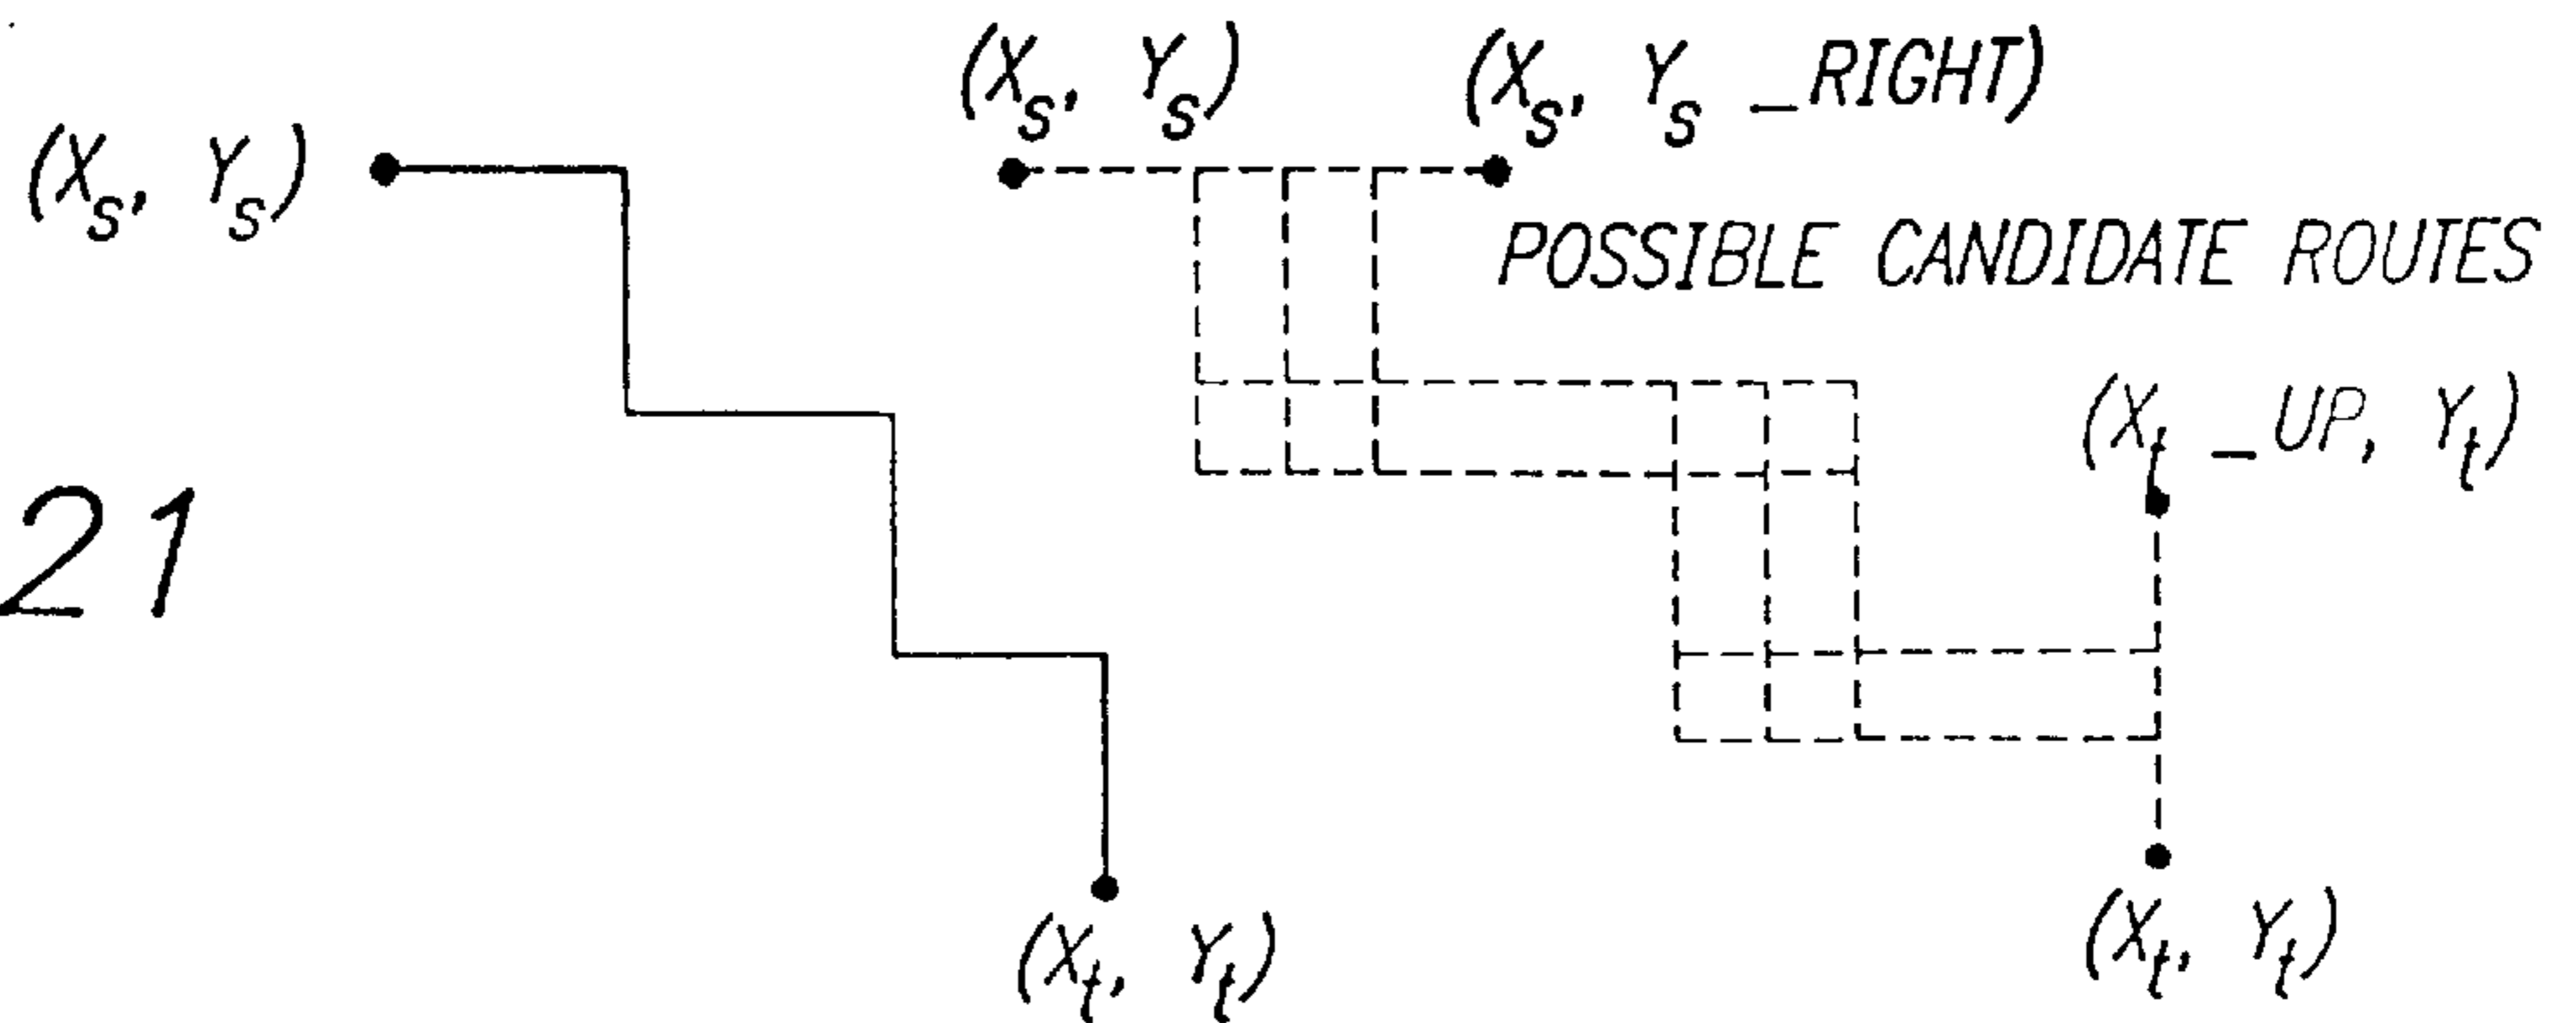 (X_s, Y_s)
(X_s, Y_s _RIGHT)
(X_s, Y_s)
POSSIBLE CANDIDATE ROUTES
(X_t _UP, Y_t)
21
(X_t, Y_t)
(X_t, Y_t)